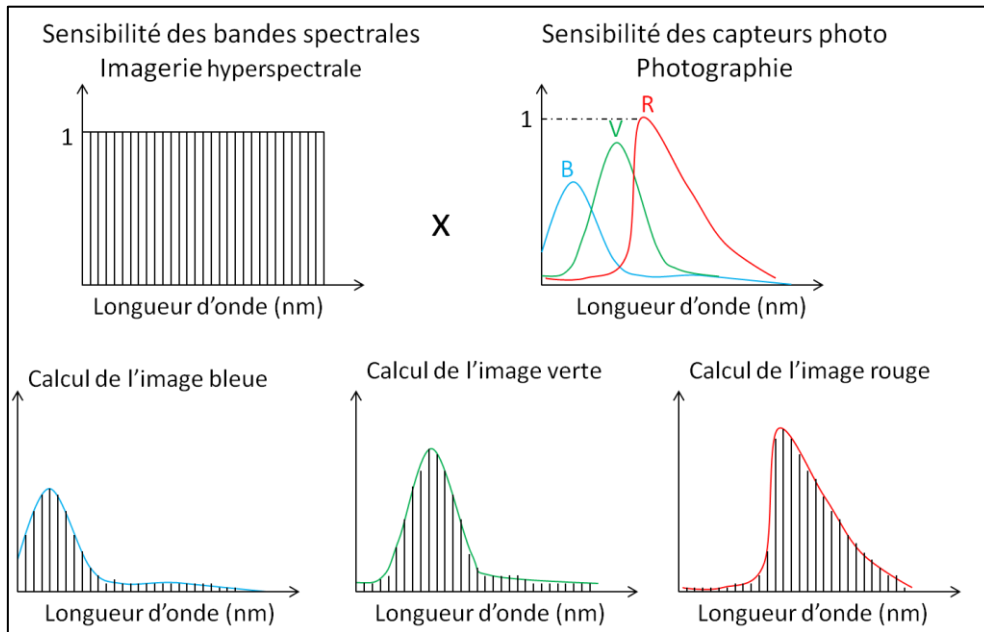 Sensibilité des bandes spectrales
Imagerie hyperspectrale
1
Longueur d'onde (nm)
x
Sensibilité des capteurs photo
Photographie
R
1
V
B
Longueur d'onde (nm)
Calcul de l'image bleue
Longueur d'onde (nm)
Calcul de l'image verte
Longueur d'onde (nm)
Calcul de l'image rouge
Longueur d'onde (nm)